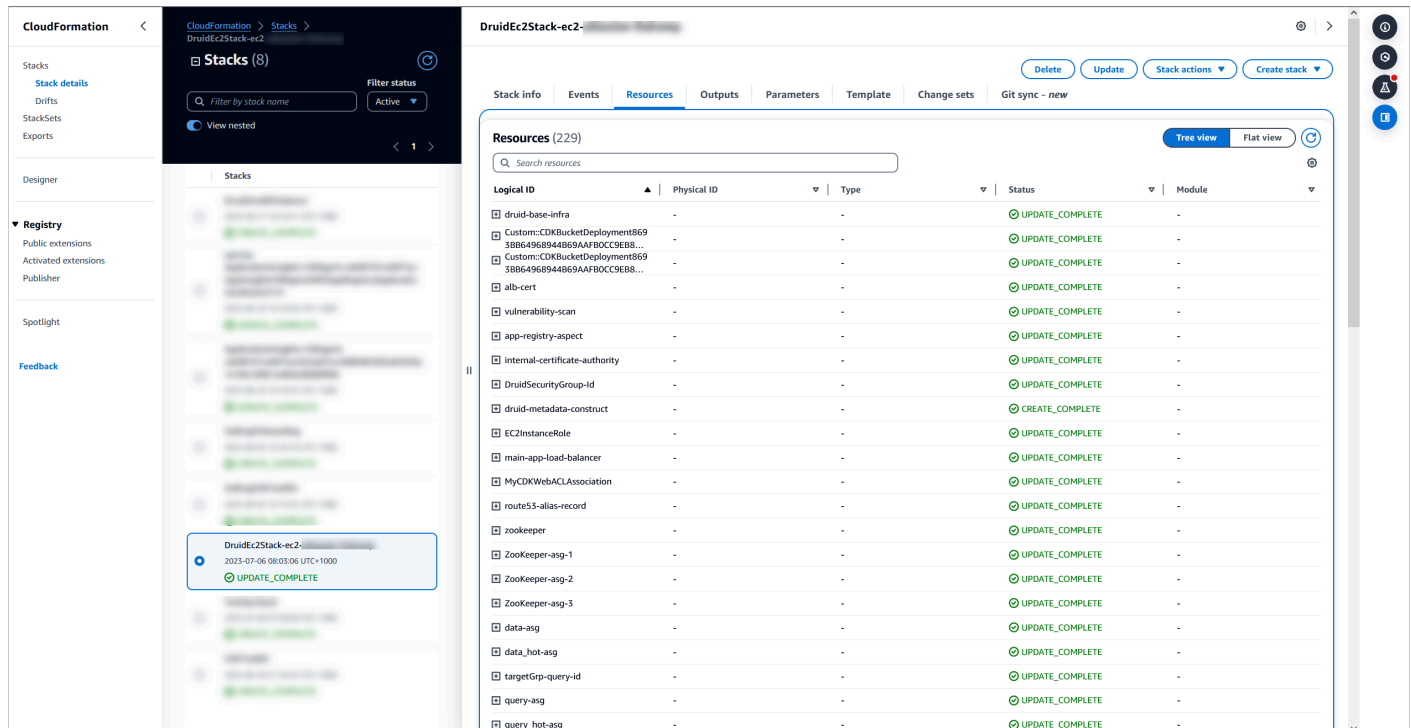 CloudFormation
Stacks
Stack details
Drifts
StackSets
Exports
Designer
Registry
Public extensions
Activated extensions
Publisher
Spotlight
Feedback
CloudFormation > Stacks >
DruidEc2Stack-ec2
Stacks (8)
Filter status
Filter by stack name
Active
View nested
1
Stacks
DruidEc2Stack-ec2-
2023-07-06 08:03:06 UTC+1000
UPDATE_COMPLETE
DruidEc2Stack-ec2-
Delete
Update
Stack actions
Create stack
Stack info
Events
Resources
Outputs
Parameters
Template
Change sets
Git sync - new
Resources (229)
Tree view
Flat view
Search resources
Logical ID Physical ID Type Status Module
druid-base-infra - - UPDATE_COMPLETE -
Custom::CDKBucketDeployment869
3BB64968944B69AAFB0CC9EB8... - - UPDATE_COMPLETE -
Custom::CDKBucketDeployment869
3BB64968944B69AAFB0CC9EB8... - - UPDATE_COMPLETE -
alb-cert - - UPDATE_COMPLETE -
vulnerability-scan - - UPDATE_COMPLETE -
app-registry-aspect - - UPDATE_COMPLETE -
internal-certificate-authority - - UPDATE_COMPLETE -
DruidSecurityGroup-Id - - UPDATE_COMPLETE -
druid-metadata-construct - - CREATE_COMPLETE -
EC2InstanceRole - - UPDATE_COMPLETE -
main-app-load-balancer - - UPDATE_COMPLETE -
MyCDKWebACLAssociation - - UPDATE_COMPLETE -
route53-alias-record - - UPDATE_COMPLETE -
zookeeper - - UPDATE_COMPLETE -
ZooKeeper-asg-1 - - UPDATE_COMPLETE -
ZooKeeper-asg-2 - - UPDATE_COMPLETE -
ZooKeeper-asg-3 - - UPDATE_COMPLETE -
data-asg - - UPDATE_COMPLETE -
data_hot-asg - - UPDATE_COMPLETE -
targetGrp-query-id - - UPDATE_COMPLETE -
query-asg - - UPDATE_COMPLETE -
query_hot-asg - - UPDATE_COMPLETE -